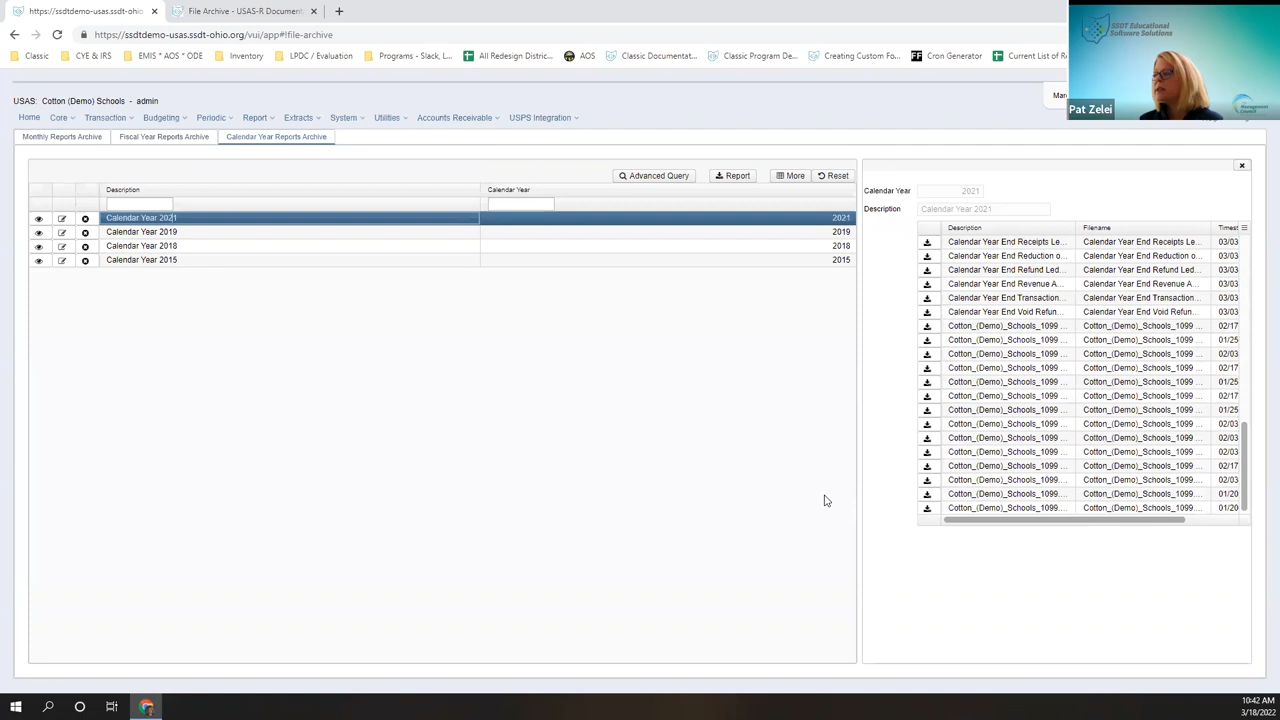 https://ssdtdemo-usas.ssdt-ohio
File Archive - USAS-R Document
https://ssdtdemo-usas.ssdt-ohio.org/vui/app#!file-archive
Classic CYE & IRS EMIS * AOS * ODE Inventory LPDC / Evaluation Programs - Slack, L... All Redesign District... AOS Classic Documentat... Classic Program De... Creating Custom Fo... Cron Generator Current List of R
SSDT Educational
Software Solutions
Management
Council
Pat Zelei
USAS: Cotton (Demo) Schools - admin
Home Core Transaction Budgeting Periodic Report Extracts System Utilities Accounts Receivable USPS Integration
Monthly Reports Archive Fiscal Year Reports Archive Calendar Year Reports Archive
Advanced Query Report More Reset
Description Calendar Year
Calendar Year 2021 2021
Calendar Year 2019 2019
Calendar Year 2018 2018
Calendar Year 2015 2015
Calendar Year 2021
Description Calendar Year 2021
Description Filename Timest
Calendar Year End Receipts Le... Calendar Year End Receipts Le... 03/03
Calendar Year End Reduction o... Calendar Year End Reduction o... 03/03
Calendar Year End Refund Led... Calendar Year End Refund Led... 03/03
Calendar Year End Revenue A... Calendar Year End Revenue A... 03/03
Calendar Year End Transaction... Calendar Year End Transaction... 03/03
Calendar Year End Void Refun... Calendar Year End Void Refun... 03/03
Cotton_(Demo)_Schools_1099 ... Cotton_(Demo)_Schools_1099 ... 02/17
Cotton_(Demo)_Schools_1099 ... Cotton_(Demo)_Schools_1099 ... 01/25
Cotton_(Demo)_Schools_1099 ... Cotton_(Demo)_Schools_1099 ... 02/03
Cotton_(Demo)_Schools_1099 ... Cotton_(Demo)_Schools_1099 ... 02/17
Cotton_(Demo)_Schools_1099 ... Cotton_(Demo)_Schools_1099 ... 01/25
Cotton_(Demo)_Schools_1099 ... Cotton_(Demo)_Schools_1099 ... 02/17
Cotton_(Demo)_Schools_1099 ... Cotton_(Demo)_Schools_1099 ... 01/25
Cotton_(Demo)_Schools_1099 ... Cotton_(Demo)_Schools_1099 ... 02/03
Cotton_(Demo)_Schools_1099 ... Cotton_(Demo)_Schools_1099 ... 02/03
Cotton_(Demo)_Schools_1099 ... Cotton_(Demo)_Schools_1099 ... 02/03
Cotton_(Demo)_Schools_1099 ... Cotton_(Demo)_Schools_1099 ... 02/17
Cotton_(Demo)_Schools_1099... Cotton_(Demo)_Schools_1099... 02/03
Cotton_(Demo)_Schools_1099... Cotton_(Demo)_Schools_1099... 01/20
Cotton_(Demo)_Schools_1099... Cotton_(Demo)_Schools_1099... 01/20
10:42 AM
3/18/2022